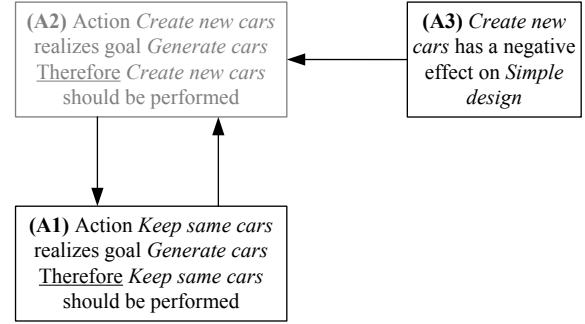 (A2) Action Create new cars
realizes goal Generate cars
Therefore Create new cars
should be performed
(A3) Create new
cars has a negative
effect on Simple
design
(A1) Action Keep same cars
realizes goal Generate cars
Therefore Keep same cars
should be performed